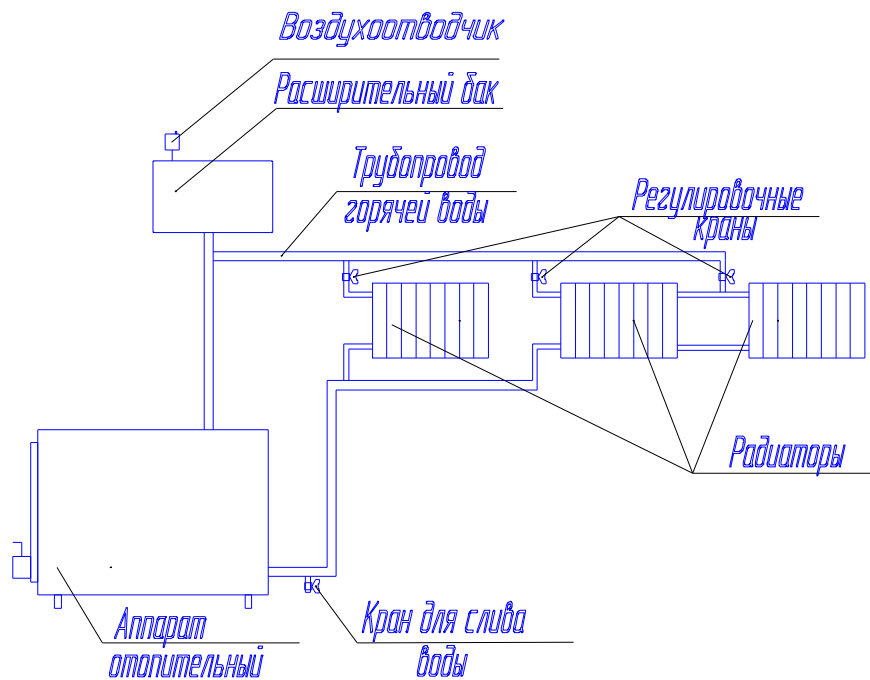 Воздухоотводчик
Расширительный бак
Трубопровод
горячей воды
Регулировочные
краны
Радиаторы
Кран для слива
воды
Аппарат
отопительный